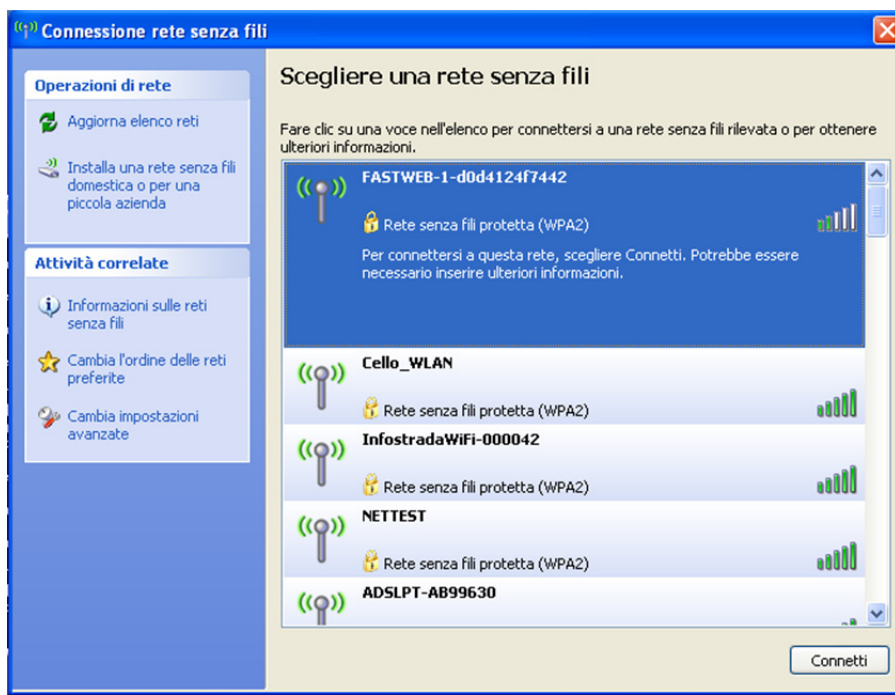 Connessione rete senza fili
Operazioni di rete
Aggiorna elenco reti
Installa una rete senza fili
domestica o per una
piccola azienda
Attività correlate
Informazioni sulle reti
senza fili
Cambia l'ordine delle reti
preferite
Cambia impostazioni
avanzate
Scegliere una rete senza fili
Fare clic su una voce nell'elenco per connettersi a una rete senza fili rilevata o per ottenere
ulteriori informazioni.
FASTWEB-1-d0d4124f7442
Rete senza fili protetta (WPA2)
Per connettersi a questa rete, scegliere Connetti. Potrebbe essere
necessario inserire ulteriori informazioni.
Cello_WLAN
Rete senza fili protetta (WPA2)
InfostradaWiFi-000042
Rete senza fili protetta (WPA2)
NETTEST
Rete senza fili protetta (WPA2)
ADSLPT-AB99630
Connetti